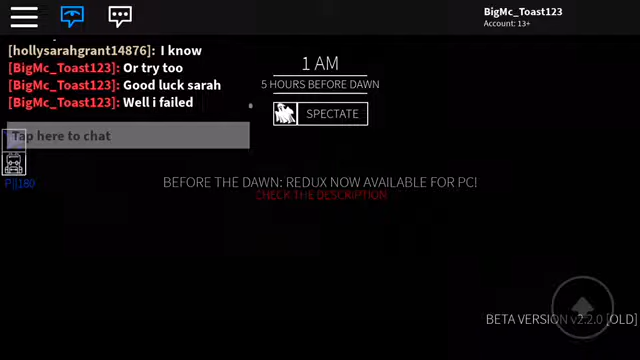 BigMc_Toast123
Account: 13+
[hollysarahgrant14876]: I know
[BigMc_Toast123]: Or try too
[BigMc_Toast123]: Good luck sarah
[BigMc_Toast123]: Well i failed
Tap here to chat
1 AM
5 HOURS BEFORE DAWN
SPECTATE
BEFORE THE DAWN: REDUX NOW AVAILABLE FOR PC!
CHECK THE DESCRIPTION
BETA VERSION v2.2.0 [OLD]